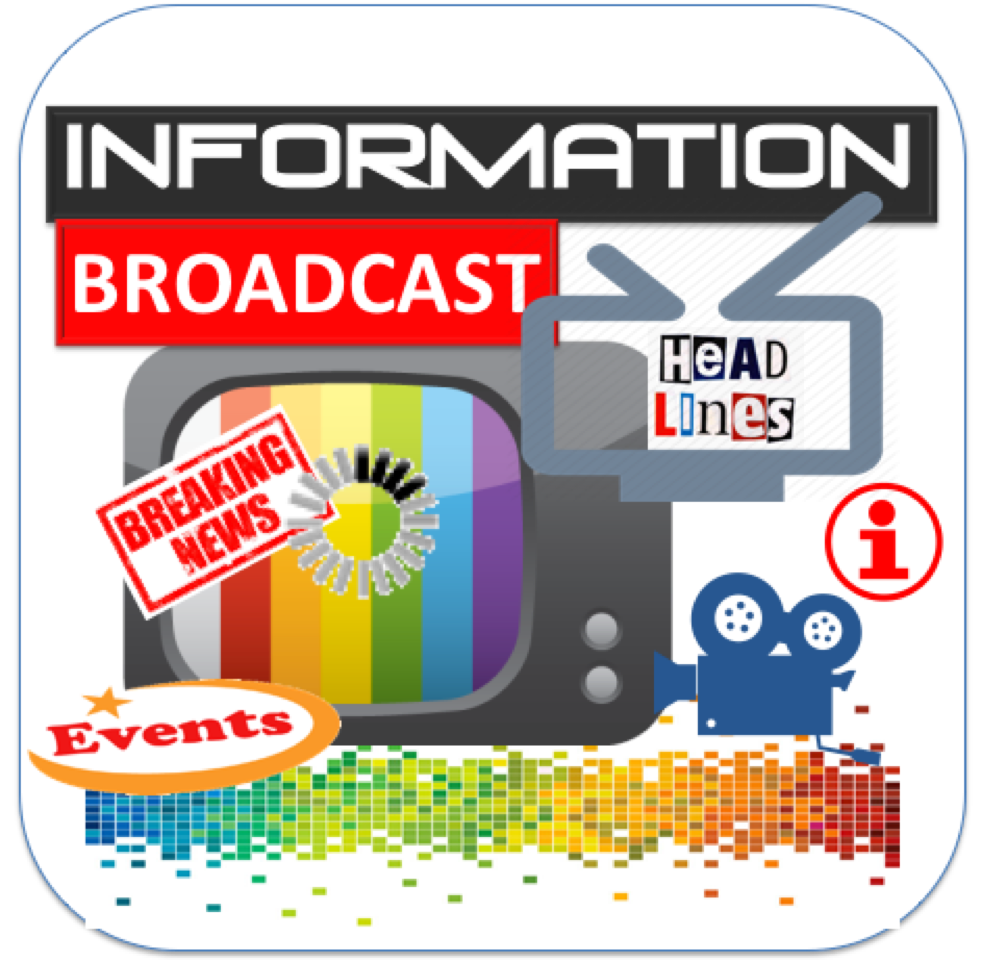 INFORMATION
BROADCAST
HeAD
LInes
BREAKING
NEWS
i
Events